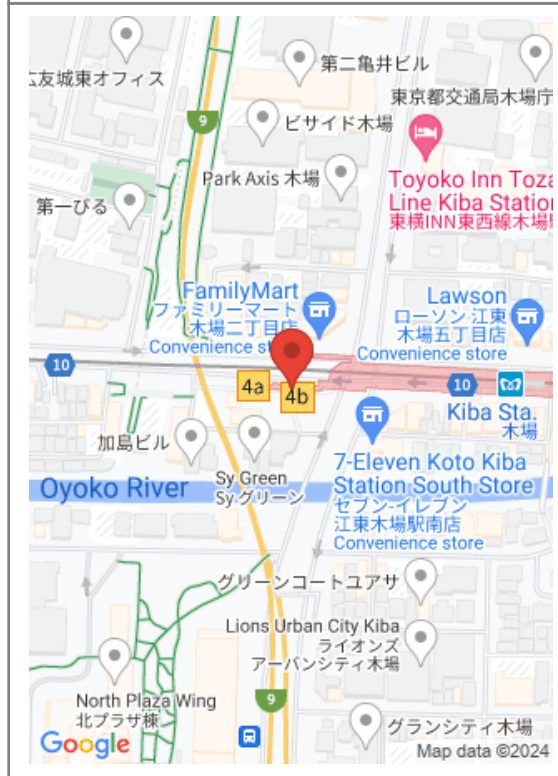 第二亀井ビル
広友城東オフィス
東京都交通局木場庁
9
ビサイド木場
Park Axis 木場
Toyoko Inn Toza
Line Kiba Station
東横INN東西線木場駅
第一びる
FamilyMart
ファミリーマート
木場二丁目店
Convenience st
Lawson
ローソン 江東
木場五丁目店
Convenience store
10
4a
4b
10
Kiba Sta.
木場
加島ビル
Sy Green
Sy グリーン
7-Eleven Koto Kiba
Station South Store
セブン-イレブン
江東木場駅南店
Convenience store
Oyoko River
グリーンコートユアサ
Lions Urban City Kiba
ライオンズ
アーバンシティ木場
North Plaza Wing
北プラザ棟
9
グランシティ木場
Google
Map data ©2024